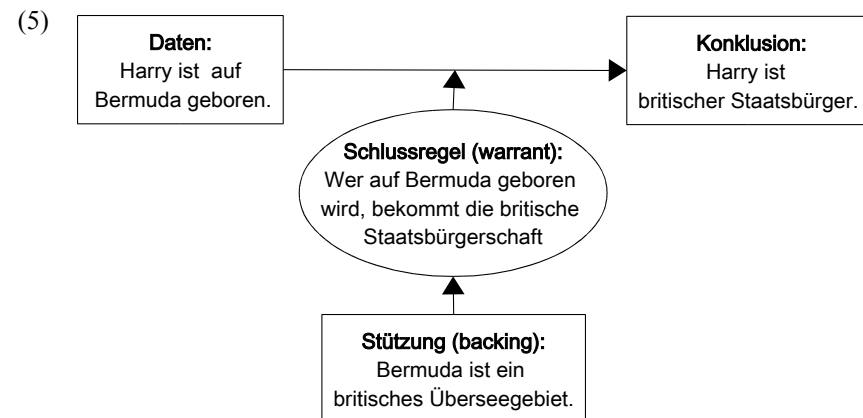 (5)
Daten:
Harry ist auf
Bermuda geboren.
Konklusion:
Harry ist
britischer Staatsbürger.
Schlussregel (warrant):
Wer auf Bermuda geboren
wird, bekommt die britische
Staatsbürgerschaft
Stützung (backing):
Bermuda ist ein
britisches Überseegebiet.